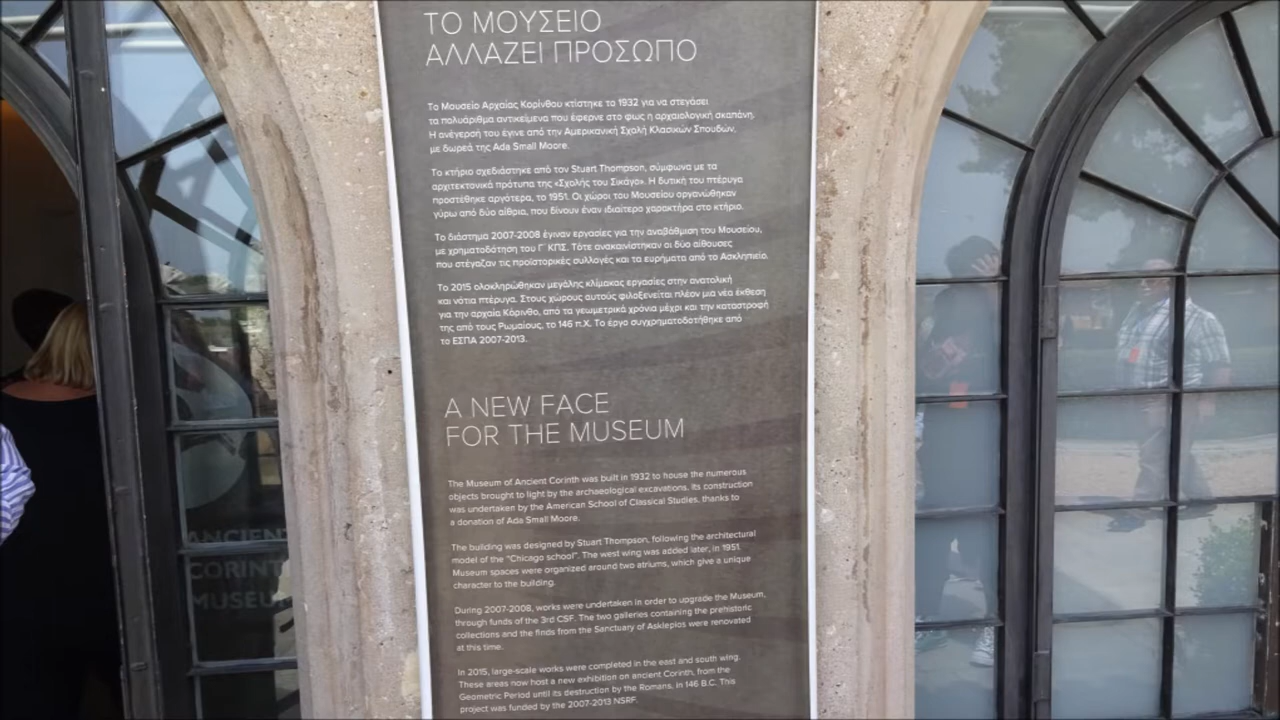 ΤΟ ΜΟΥΣΕΙΟ
ΑΛΛΑΖΕΙ ΠΡΟΣΩΠΟ
Το Μουσείο Αρχαίας Κορίνθου κτίστηκε το 1932 για να στεγάσει
τα πολυάριθμα αντικείμενα που έφερνε στο φως η αρχαιολογική σκαπάνη.
Η ανέγερσή του έγινε από την Αμερικανική Σχολή Κλασικών Σπουδών,
με δωρεά της Ada Small Moore.
Το κτήριο σχεδιάστηκε από τον Stuart Thompson, σύμφωνα με τα
αρχιτεκτονικά πρότυπα της «Σχολής του Σικάγο». Η δυτική του πτέρυγα
προστέθηκε αργότερα, το 1951. Οι χώροι του Μουσείου οργανώθηκαν
γύρω από δύο αίθρια, που δίνουν έναν ιδιαίτερο χαρακτήρα στο κτήριο.
Το διάστημα 2007-2008 έγιναν εργασίες για την αναβάθμιση του Μουσείου,
με χρηματοδότηση του Γ΄ ΚΠΣ. Τότε ανακαινίστηκαν οι δύο αίθουσες
που στέγαζαν τις προϊστορικές συλλογές και τα ευρήματα από το Ασκληπιείο.
Το 2015 ολοκληρώθηκαν μεγάλης κλίμακας εργασίες στην ανατολική
και νότια πτέρυγα. Στους χώρους αυτούς φιλοξενείται πλέον μια νέα έκθεση
για την αρχαία Κόρινθο, από τα γεωμετρικά χρόνια μέχρι και την καταστροφή
της από τους Ρωμαίους, το 146 π.Χ. Το έργο συγχρηματοδοτήθηκε από
το ΕΣΠΑ 2007-2013.
A NEW FACE
FOR THE MUSEUM
The Museum of Ancient Corinth was built in 1932 to house the numerous
objects brought to light by the archaeological excavations. Its construction
was undertaken by the American School of Classical Studies, thanks to
a donation of Ada Small Moore.
The building was designed by Stuart Thompson, following the architectural
model of the "Chicago school". The west wing was added later, in 1951.
Museum spaces were organized around two atriums, which give a unique
character to the building.
During 2007-2008, works were undertaken in order to upgrade the Museum,
through funds of the 3rd CSF. The two galleries containing the prehistoric
collections and the finds from the Sanctuary of Asklepios were renovated
at this time.
In 2015, large-scale works were completed in the east and south wing.
These areas now host a new exhibition on ancient Corinth, from the
Geometric Period until its destruction by the Romans, in 146 B.C. This
project was funded by the 2007-2013 NSRF.
ANCIENT
CORINT
MUSEUM